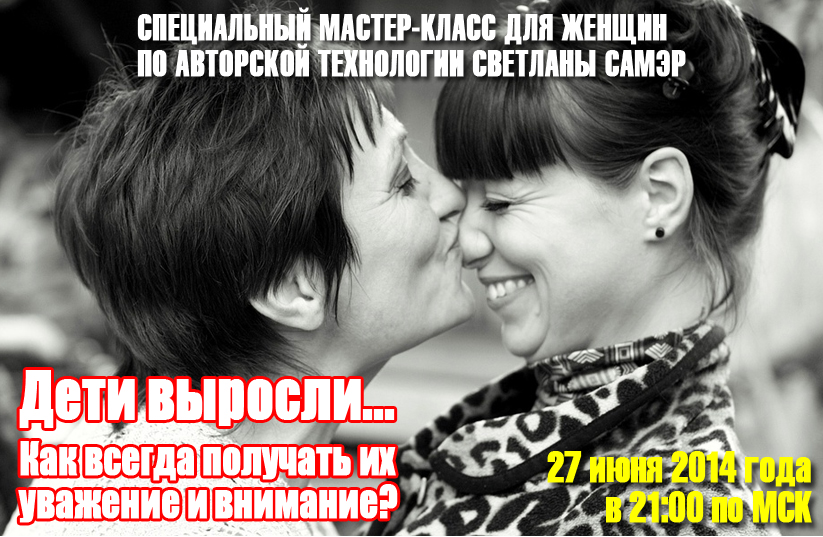 СПЕЦИАЛЬНЫЙ МАСТЕР-КЛАСС ДЛЯ ЖЕНЩИН
ПО АВТОРСКОЙ ТЕХНОЛОГИИ СВЕТЛАНЫ САМЭР
Дети выросли...
Как всегда получать их
уважение и внимание?
27 июня 2014 года
в 21:00 по МСК